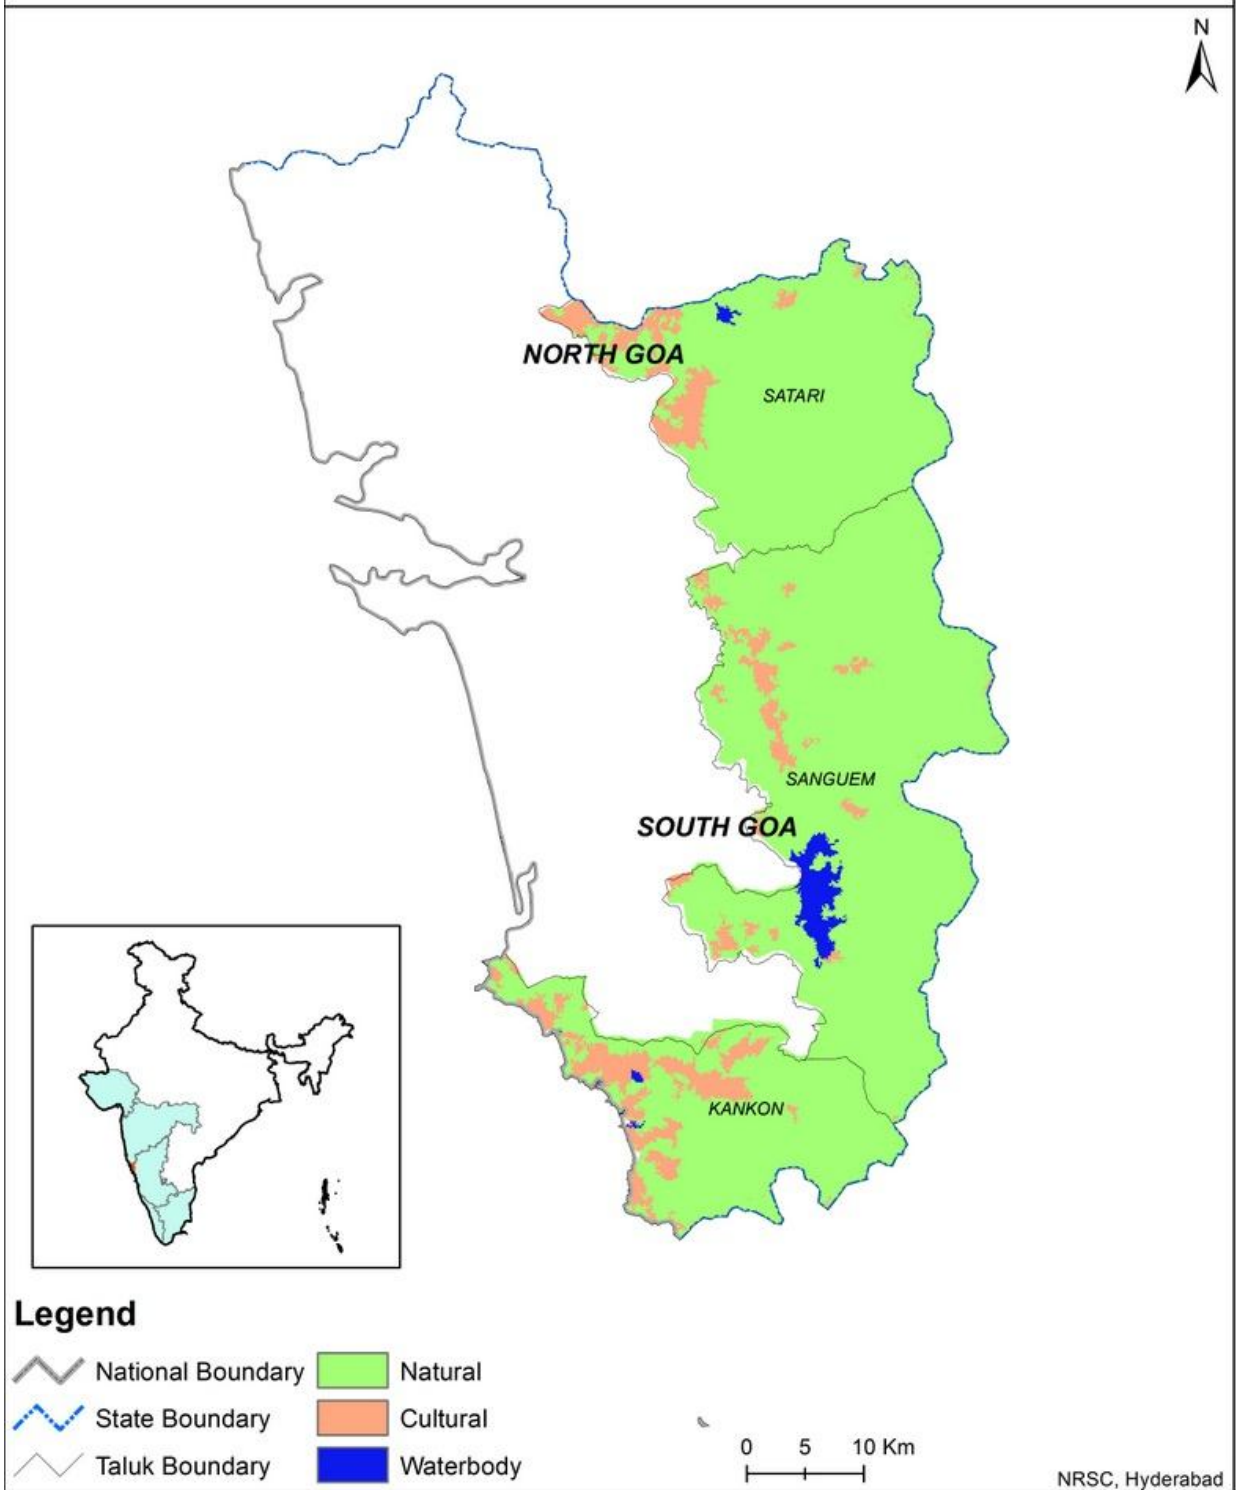 N
NORTH GOA
SATARI
SANGUEM
SOUTH GOA
KANKON
Legend
National Boundary
Natural
State Boundary
Cultural
Taluk Boundary
Waterbody
0 5 10 Km
NRSC, Hyderabad